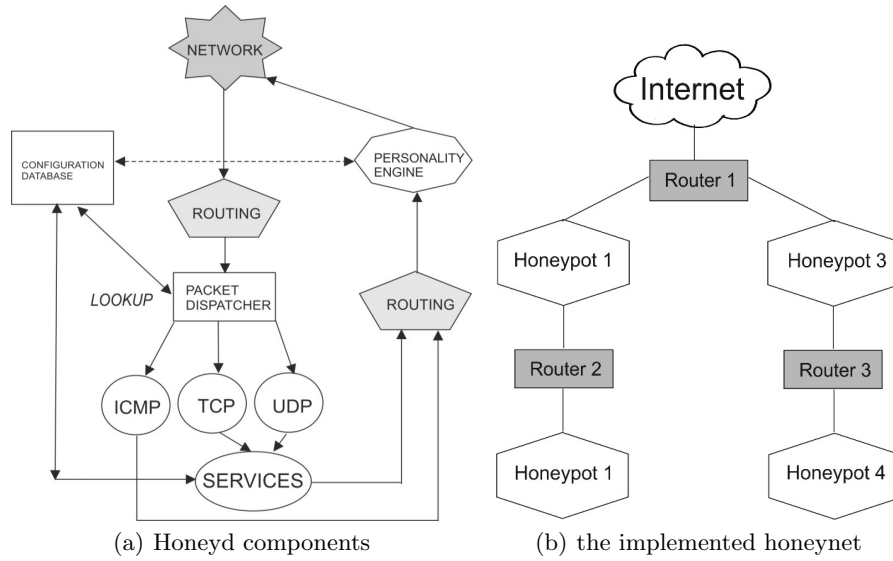 NETWORK
CONFIGURATION
DATABASE
PERSONALITY
ENGINE
ROUTING
LOOKUP
PACKET
DISPATCHER
ROUTING
ICMP
TCP
UDP
SERVICES
(a) Honeyd components
Internet
Router 1
Honeypot 1
Honeypot 3
Router 2
Router 3
Honeypot 1
Honeypot 4
(b) the implemented honeynet